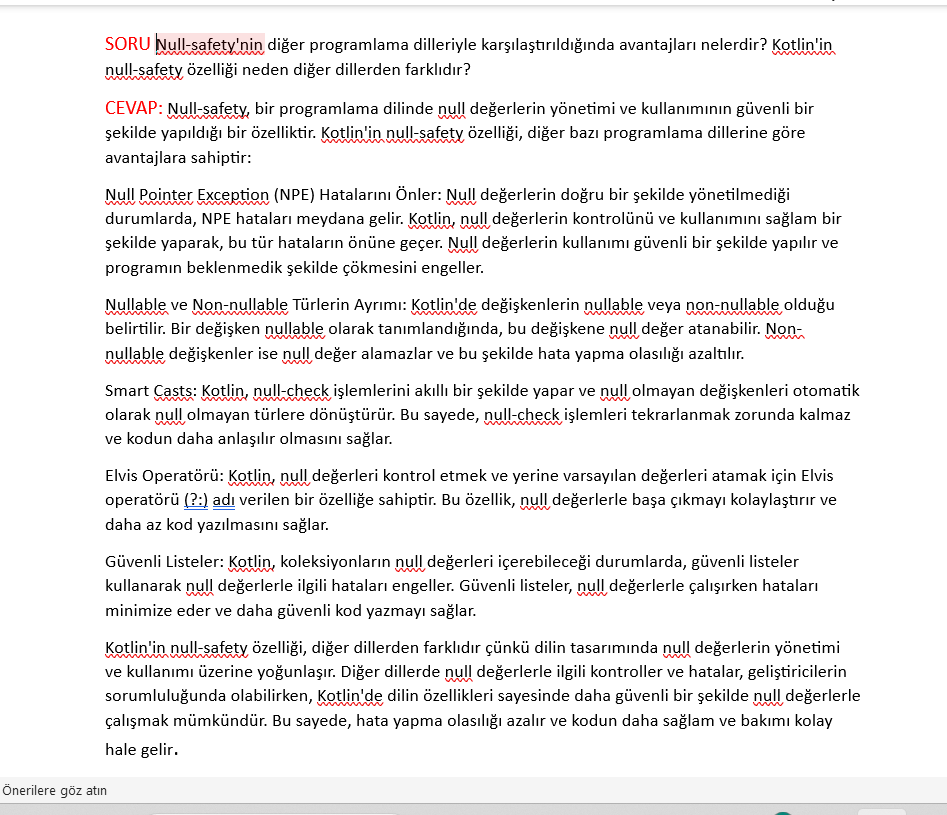 SORU Null-safety'nin diğer programlama dilleriyle karşılaştırıldığında avantajları nelerdir? Kotlin'in
null-safety özelliği neden diğer dillerden farklıdır?
CEVAP: Null-safety, bir programlama dilinde null değerlerin yönetimi ve kullanımının güvenli bir
şekilde yapıldığı bir özelliktir. Kotlin'in null-safety özelliği, diğer bazı programlama dillerine göre
avantajlara sahiptir:
Null Pointer Exception (NPE) Hatalarını Önler: Null değerlerin doğru bir şekilde yönetilmediği
durumlarda, NPE hataları meydana gelir. Kotlin, null değerlerin kontrolünü ve kullanımını sağlam bir
şekilde yaparak, bu tür hataların önüne geçer. Null değerlerin kullanımı güvenli bir şekilde yapılır ve
programın beklenmedik şekilde çökmesini engeller.
Nullable ve Non-nullable Türlerin Ayrımı: Kotlin'de değişkenlerin nullable veya non-nullable olduğu
belirtilir. Bir değişken nullable olarak tanımlandığında, bu değişkene null değer atanabilir. Non-
nullable değişkenler ise null değer alamazlar ve bu şekilde hata yapma olasılığı azaltılır.
Smart Casts: Kotlin, null-check işlemlerini akıllı bir şekilde yapar ve null olmayan değişkenleri otomatik
olarak null olmayan türlere dönüştürür. Bu sayede, null-check işlemleri tekrarlanmak zorunda kalmaz
ve kodun daha anlaşılır olmasını sağlar.
Elvis Operatörü: Kotlin, null değerleri kontrol etmek ve yerine varsayılan değerleri atamak için Elvis
operatörü (?:) adı verilen bir özelliğe sahiptir. Bu özellik, null değerlerle başa çıkmayı kolaylaştırır ve
daha az kod yazılmasını sağlar.
Güvenli Listeler: Kotlin, koleksiyonların null değerleri içerebileceği durumlarda, güvenli listeler
kullanarak null değerlerle ilgili hataları engeller. Güvenli listeler, null değerlerle çalışırken hataları
minimize eder ve daha güvenli kod yazmayı sağlar.
Kotlin'in null-safety özelliği, diğer dillerden farklıdır çünkü dilin tasarımında null değerlerin yönetimi
ve kullanımı üzerine yoğunlaşır. Diğer dillerde null değerlerle ilgili kontroller ve hatalar, geliştiricilerin
sorumluluğunda olabilirken, Kotlin'de dilin özellikleri sayesinde daha güvenli bir şekilde null değerlerle
çalışmak mümkündür. Bu sayede, hata yapma olasılığı azalır ve kodun daha sağlam ve bakımı kolay
hale gelir.
Önerilere göz atın